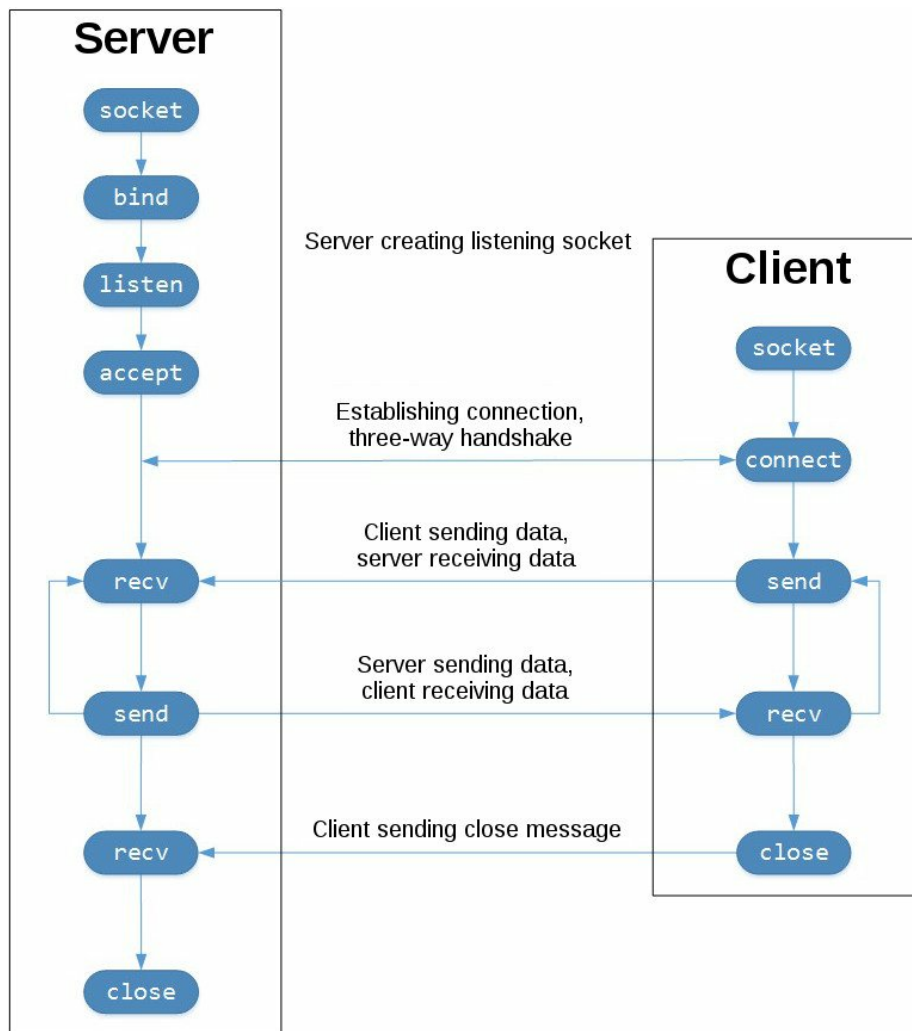 Server
socket
bind
listen
accept
recv
send
recv
close
Server creating listening socket
Establishing connection,
three-way handshake
Client sending data,
server receiving data
Server sending data,
client receiving data
Client sending close message
Client
socket
connect
send
recv
close